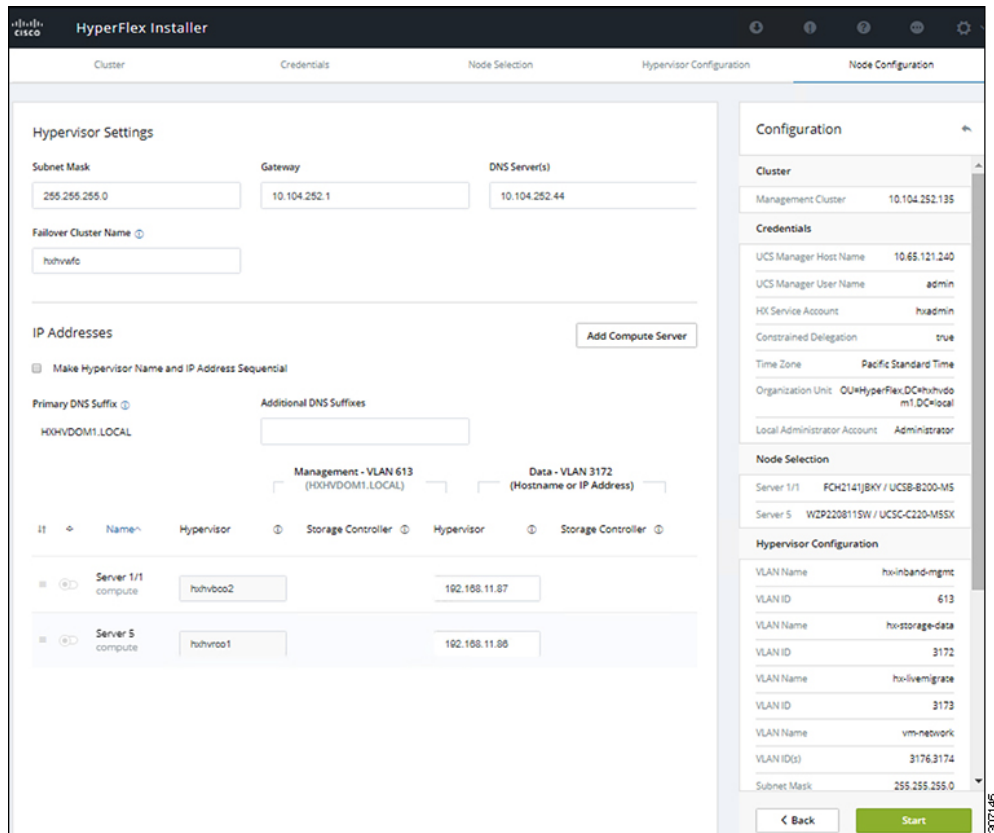 cisco
HyperFlex Installer
Cluster
Credentials
Node Selection
Hypervisor Configuration
Node Configuration
Hypervisor Settings
Subnet Mask
Gateway
DNS Server(s)
255.255.255.0
10.104.252.1
10.104.252.44
Failover Cluster Name
hxhvwfc
IP Addresses
Add Compute Server
Make Hypervisor Name and IP Address Sequential
Primary DNS Suffix
Additional DNS Suffixes
HXHVDOM1.LOCAL
Management - VLAN 613
(HXHVDOM1.LOCAL)
Data - VLAN 3172
(Hostname or IP Address)
Name
Hypervisor
Storage Controller
Hypervisor
Storage Controller
Server 1/1
compute
hxhvbco2
192.168.11.87
Server 5
compute
hxhvrco1
192.168.11.86
Configuration
Cluster
Management Cluster 10.104.252.135
Credentials
UCS Manager Host Name 10.65.121.240
UCS Manager User Name admin
HX Service Account hxadmin
Constrained Delegation true
Time Zone Pacific Standard Time
Organization Unit OU=HyperFlex,DC=hxhvdo
m1,DC=local
Local Administrator Account Administrator
Node Selection
Server 1/1 FCH2141JBKY / UCSB-B200-M5
Server 5 WZP220811SW / UCSC-C220-M5SX
Hypervisor Configuration
VLAN Name hx-inband-mgmt
VLAN ID 613
VLAN Name hx-storage-data
VLAN ID 3172
VLAN Name hx-livemigrate
VLAN ID 3173
VLAN Name vm-network
VLAN ID(s) 3176,3174
Subnet Mask 255.255.255.0
Back
Start
307145